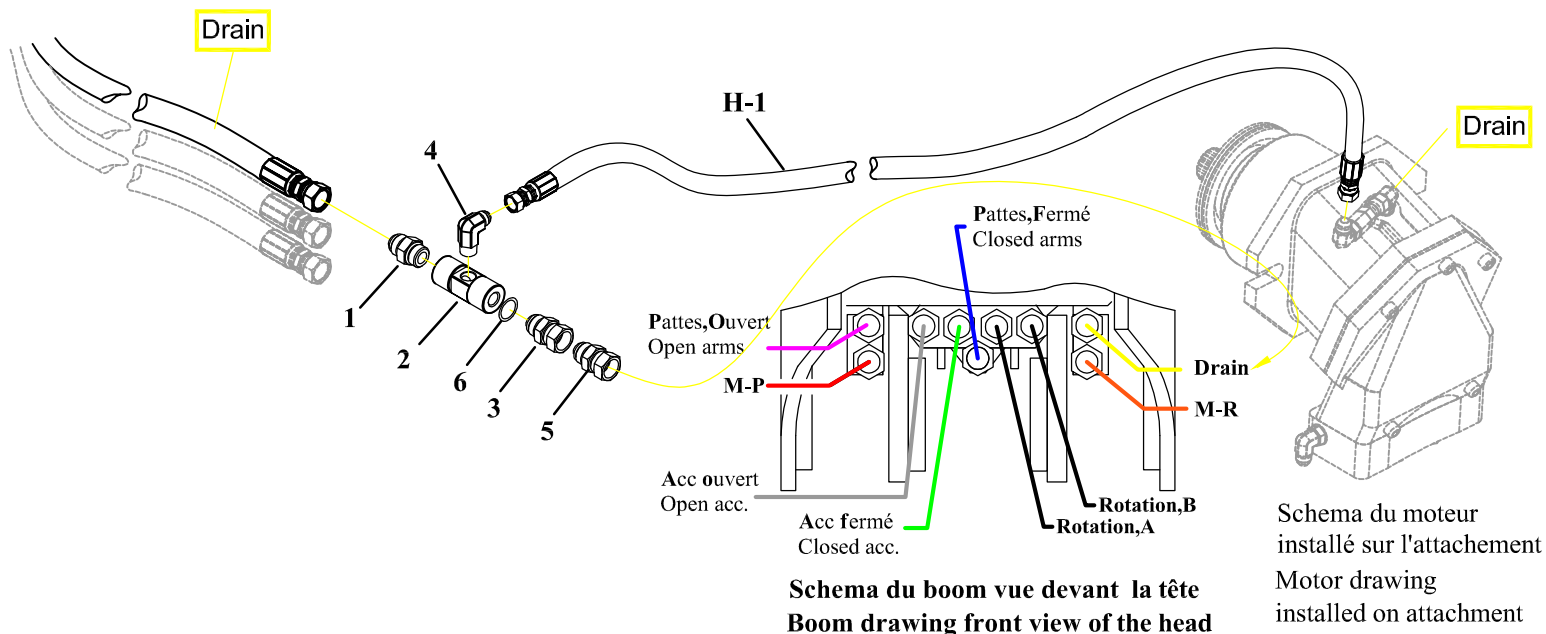 Drain
H-1
Drain
4
Pattes,Fermé
Closed arms
1
2
6
3
5
Pattes,Ouvert
Open arms
M-P
Drain
M-R
Acc ouvert
Open acc.
Acc fermé
Closed acc.
Rotation,B
Rotation,A
Schema du boom vue devant la tête
Boom drawing front view of the head
Schema du moteur
installé sur l'attachement
Motor drawing
installed on attachment